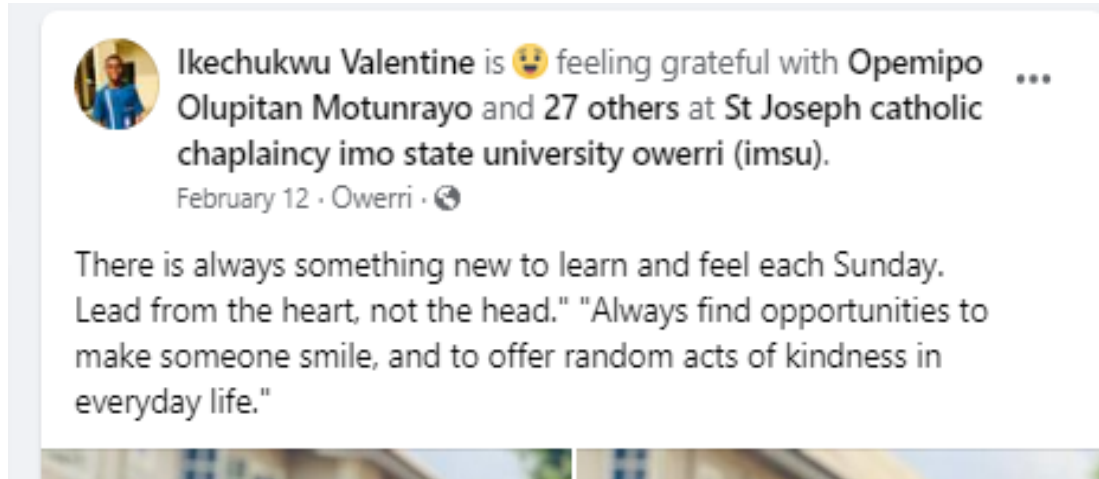 Ikechukwu Valentine is 😉 feeling grateful with Opemipo
Olupitan Motunrayo and 27 others at St Joseph catholic
chaplaincy imo state university owerri (imsu).
February 12 · Owerri ·
There is always something new to learn and feel each Sunday.
Lead from the heart, not the head." "Always find opportunities to
make someone smile, and to offer random acts of kindness in
everyday life."